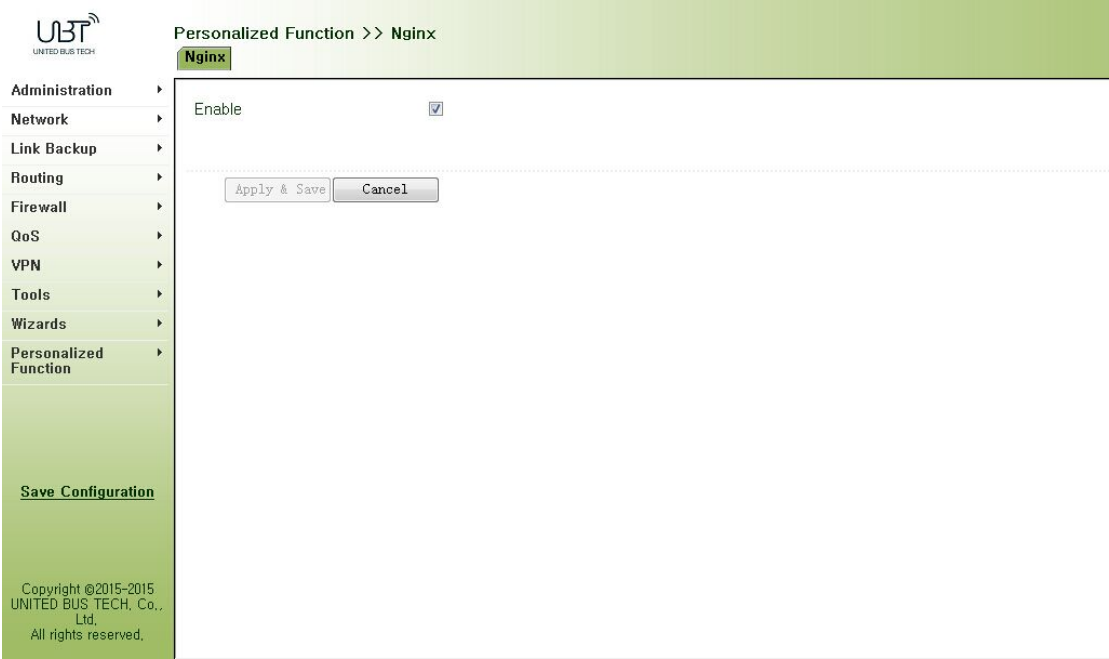 UBT
UNITED BUS TECH
Personalized Function >> Nginx
Nginx
Administration
Network
Link Backup
Routing
Firewall
QoS
VPN
Tools
Wizards
Personalized
Function
Enable
Apply & Save
Cancel
Save Configuration
Copyright ©2015-2015
UNITED BUS TECH. Co.,
Ltd.
All rights reserved.